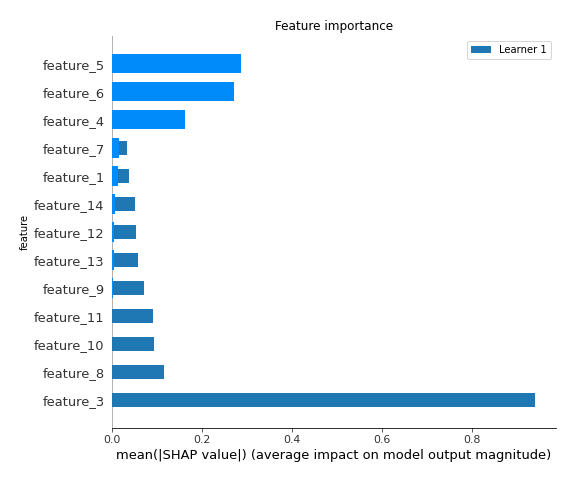 Feature importance
Learner 1
feature_5
feature_6
feature_4
feature_7
feature_1
feature_14
feature_12
feature_13
feature_9
feature_11
feature_10
feature_8
feature_3
feature
0.0 0.2 0.4 0.6 0.8
mean(|SHAP value|) (average impact on model output magnitude)